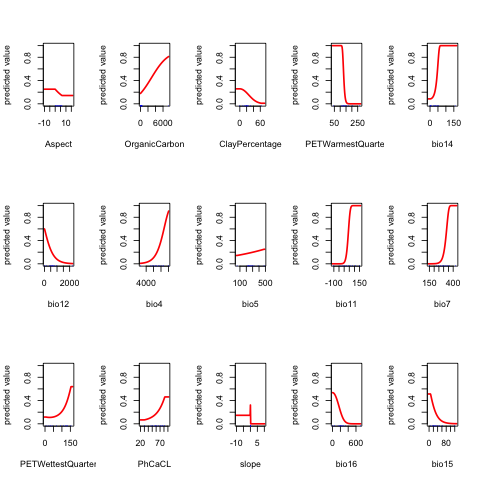 predicted value
0.0 0.4 0.8
-10 10
Aspect
predicted value
0.0 0.4 0.8
0 6000
OrganicCarbon
predicted value
0.0 0.4 0.8
0 60
ClayPercentage
predicted value
0.0 0.4 0.8
50 250
PETWarmestQuarte
predicted value
0.0 0.4 0.8
0 150
bio14
predicted value
0.0 0.4 0.8
0 2000
bio12
predicted value
0.0 0.4 0.8
4000
bio4
predicted value
0.0 0.4 0.8
100 500
bio5
predicted value
0.0 0.4 0.8
-100 150
bio11
predicted value
0.0 0.4 0.8
150 400
bio7
predicted value
0.0 0.4 0.8
0 150
PETWettestQuarter
predicted value
0.0 0.4 0.8
20 70
PhCaCL
predicted value
0.0 0.4 0.8
-10 5
slope
predicted value
0.0 0.4 0.8
0 600
bio16
predicted value
0.0 0.4 0.8
0 80
bio15